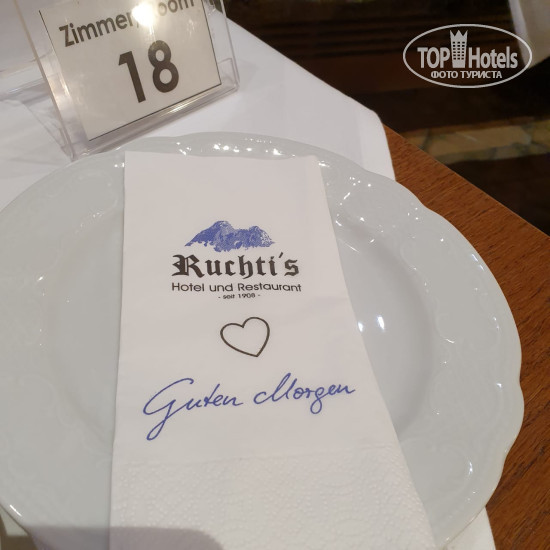 Zimmer/Room
18
TOP Hotels
ФОТО ТУРИСТА
Ruchti's
Hotel und Restaurant
- seit 1908 -
Guten Morgen